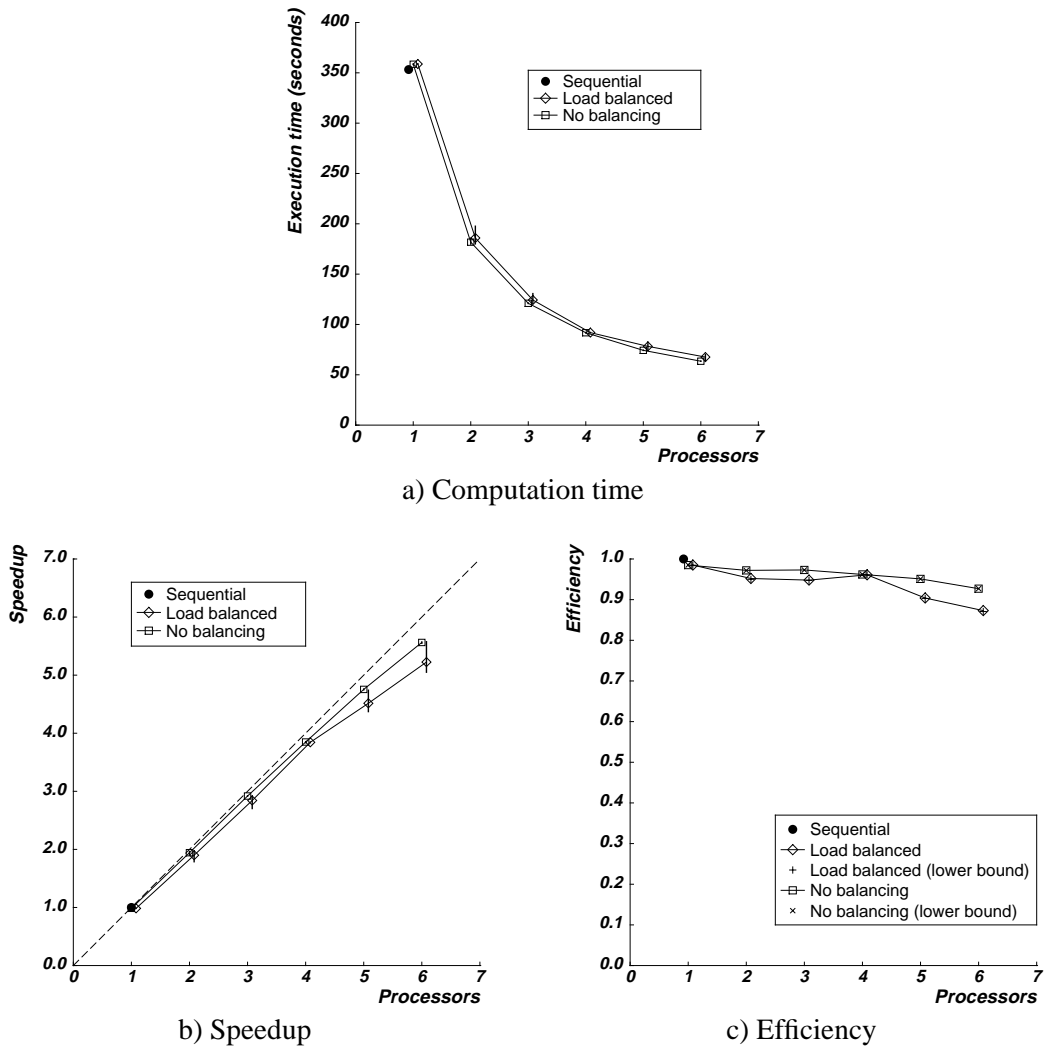 400
350
300
250
200
150
100
50
0
Execution time (seconds)
Sequential
Load balanced
No balancing
0 1 2 3 4 5 6 7
Processors
a) Computation time
7.0
6.0
5.0
4.0
3.0
2.0
1.0
0.0
Speedup
Sequential
Load balanced
No balancing
0 1 2 3 4 5 6 7
Processors
b) Speedup
1.0
0.9
0.8
0.7
0.6
0.5
0.4
0.3
0.2
0.1
0.0
Efficiency
Sequential
Load balanced
Load balanced (lower bound)
No balancing
No balancing (lower bound)
0 1 2 3 4 5 6 7
Processors
c) Efficiency